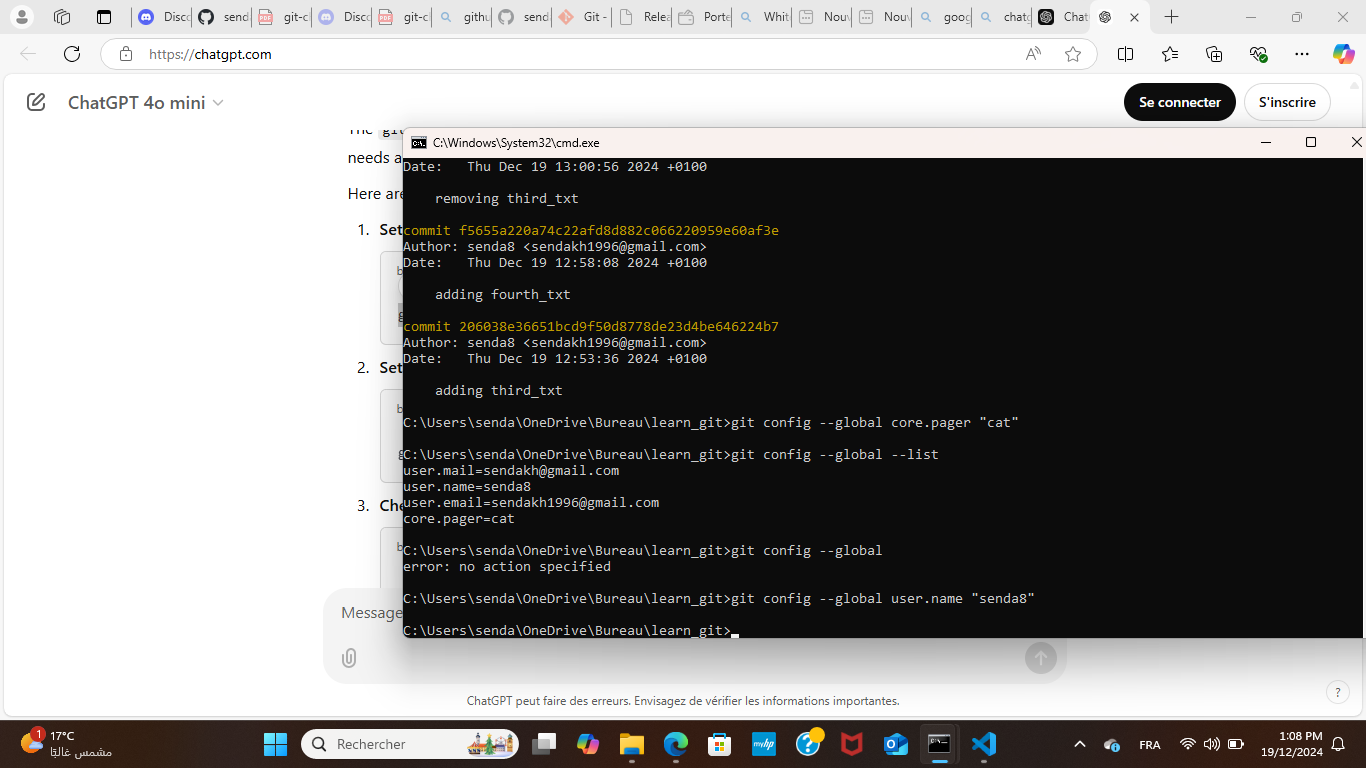 Disco
send
git-c
Disco
git-c
githu
send
Git -
Relea
Porte
Whit
Nouv
Nouv
goog
chatg
Chat
https://chatgpt.com
ChatGPT 4o mini
Se connecter
S'inscrire
The
needs a
Here are
1. Set
2. Set
3. Che
C:\Windows\System32\cmd.exe
Date:   Thu Dec 19 13:00:56 2024 +0100
removing third_txt
commit f5655a220a74c22afd8d882c066220959e60af3e
Author: senda8 <sendakh1996@gmail.com>
Date:   Thu Dec 19 12:58:08 2024 +0100
adding fourth_txt
commit 206038e36651bcd9f50d8778de23d4be646224b7
Author: senda8 <sendakh1996@gmail.com>
Date:   Thu Dec 19 12:53:36 2024 +0100
adding third_txt
C:\Users\senda\OneDrive\Bureau\learn_git>git config --global core.pager "cat"
C:\Users\senda\OneDrive\Bureau\learn_git>git config --global --list
user.mail=sendakh@gmail.com
user.name=senda8
user.email=sendakh1996@gmail.com
core.pager=cat
C:\Users\senda\OneDrive\Bureau\learn_git>git config --global
error: no action specified
C:\Users\senda\OneDrive\Bureau\learn_git>git config --global user.name "senda8"
C:\Users\senda\OneDrive\Bureau\learn_git>
Message
ChatGPT peut faire des erreurs. Envisagez de vérifier les informations importantes.
?
1
17°C
مشمس غالبًا
Rechercher
myhp
FRA
1:08 PM
19/12/2024